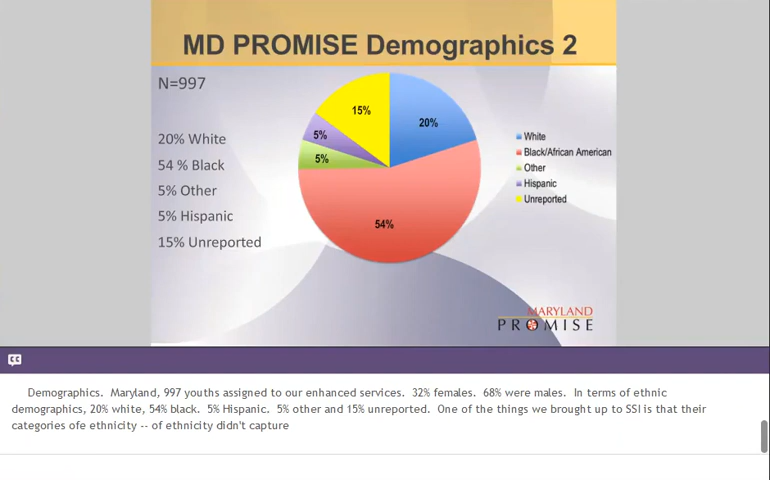 MD PROMISE Demographics 2
N=997
20% White
54 % Black
5% Other
5% Hispanic
15% Unreported
15%
20%
5%
5%
54%
White
Black/African American
Other
Hispanic
Unreported
MARYLAND
PROMISE
CC
Demographics. Maryland, 997 youths assigned to our enhanced services. 32% females. 68% were males. In terms of ethnic
demographics, 20% white, 54% black. 5% Hispanic. 5% other and 15% unreported. One of the things we brought up to SSI is that their
categories ofe ethnicity -- of ethnicity didn't capture